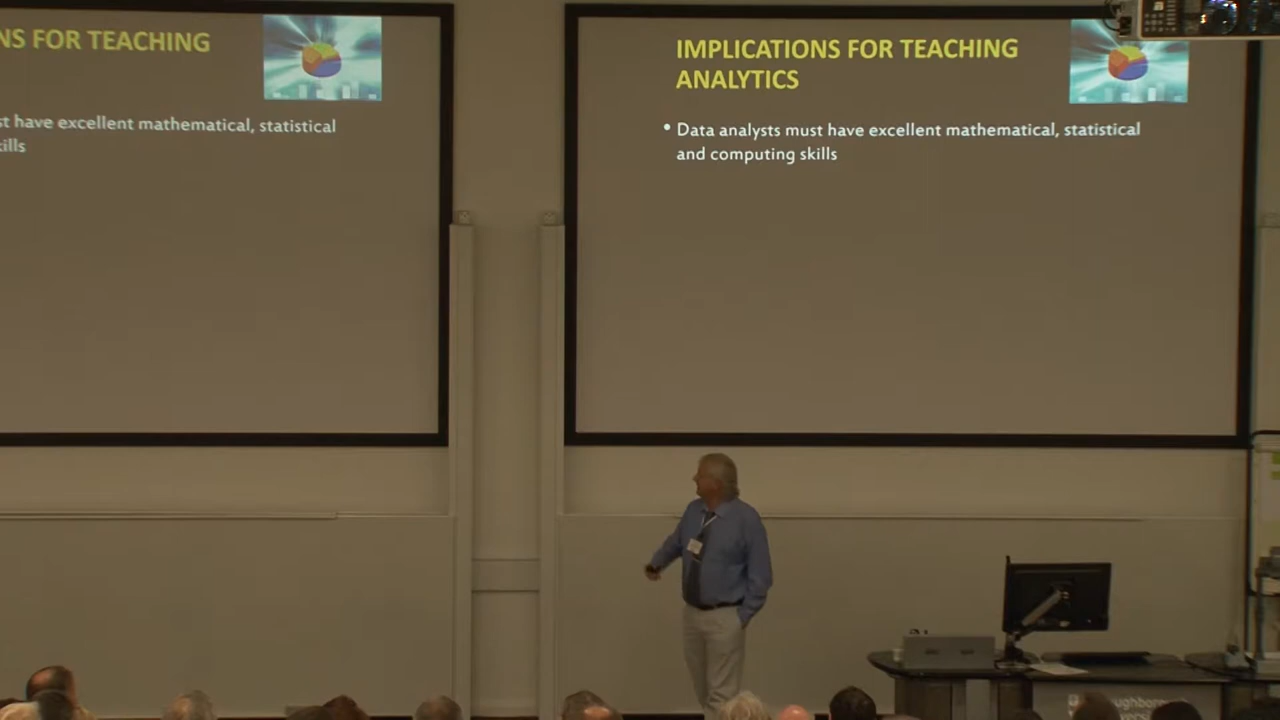 NS FOR TEACHING
st have excellent mathematical, statistical
kills
IMPLICATIONS FOR TEACHING
ANALYTICS
• Data analysts must have excellent mathematical, statistical
and computing skills